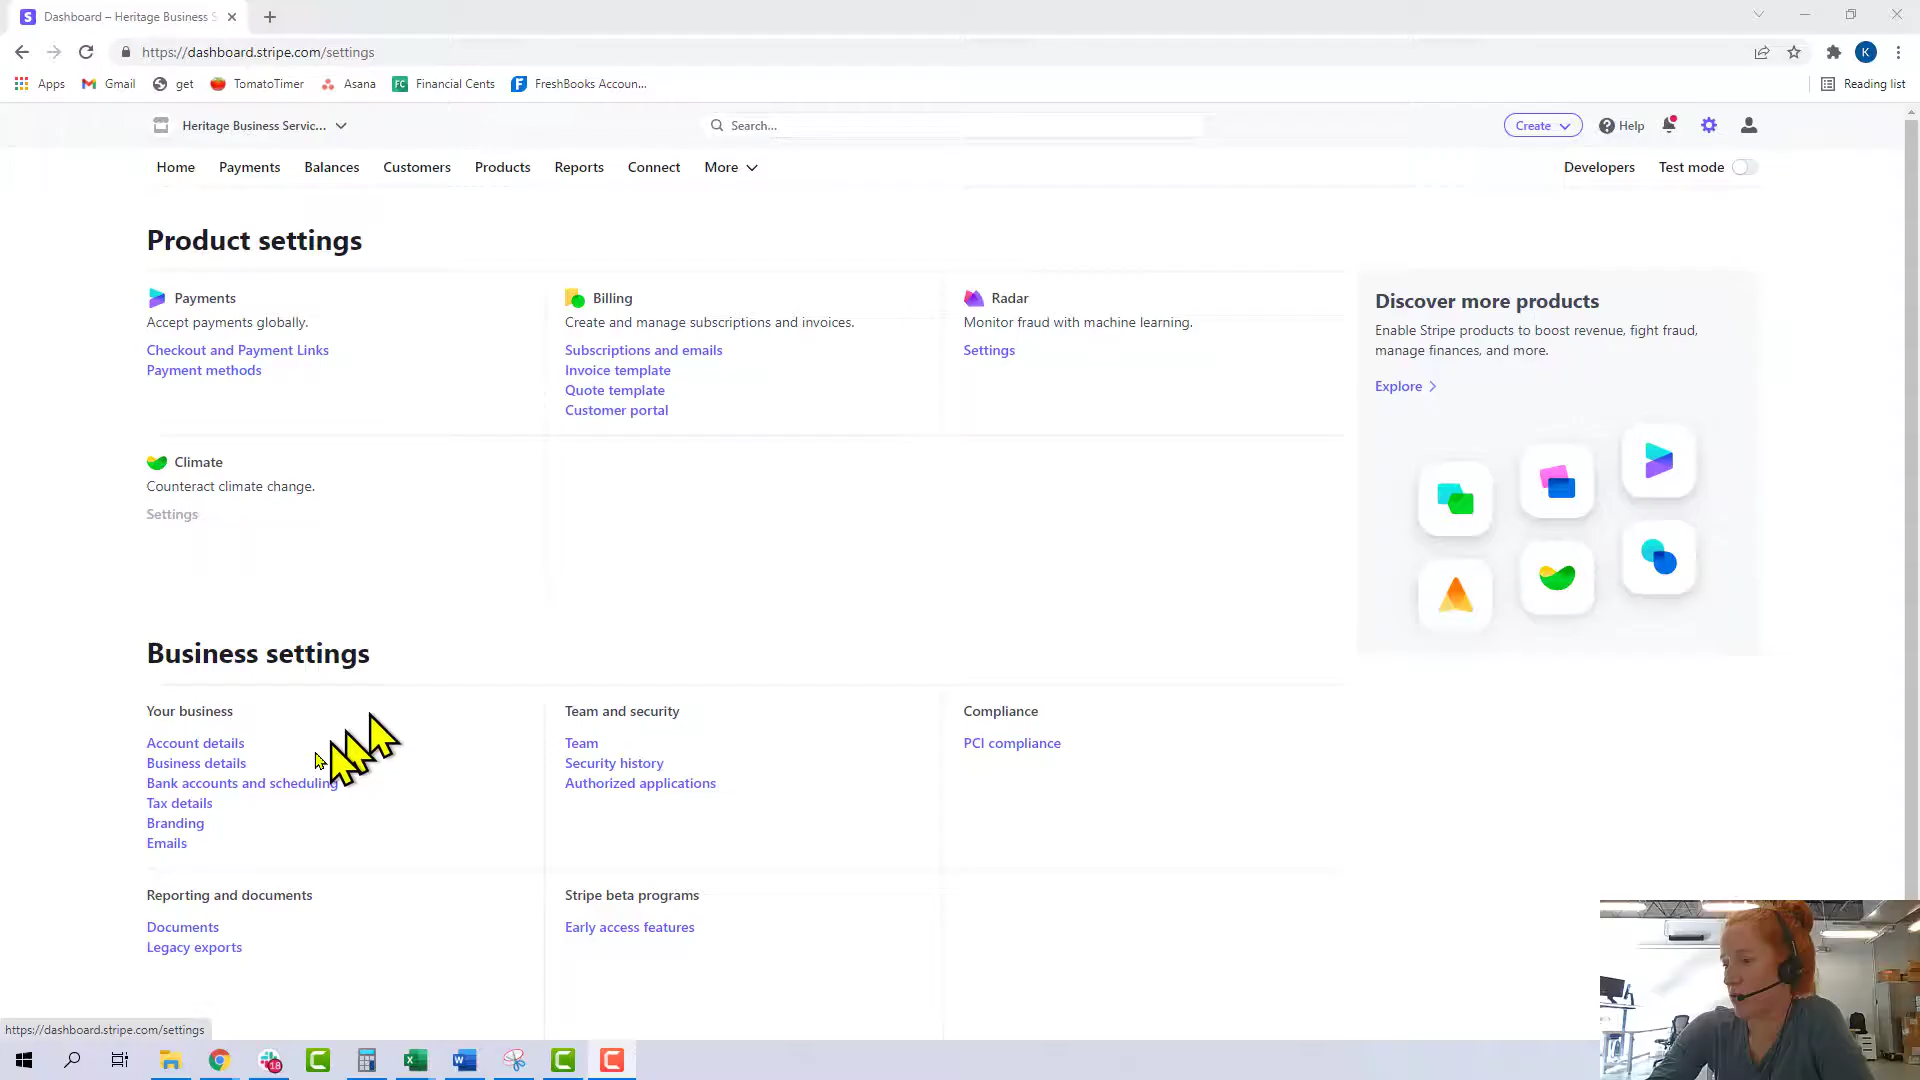 Dashboard – Heritage Business S
https://dashboard.stripe.com/settings
Apps
Gmail
get
TomatoTimer
Asana
FC Financial Cents
FreshBooks Accoun...
Reading list
Heritage Business Servic...
Search...
Create
Help
Home
Payments
Balances
Customers
Products
Reports
Connect
More
Developers
Test mode
Product settings
Payments
Accept payments globally.
Checkout and Payment Links
Payment methods
Billing
Create and manage subscriptions and invoices.
Subscriptions and emails
Invoice template
Quote template
Customer portal
Radar
Monitor fraud with machine learning.
Settings
Discover more products
Enable Stripe products to boost revenue, fight fraud,
manage finances, and more.
Explore
Climate
Counteract climate change.
Settings
Business settings
Your business
Account details
Business details
Bank accounts and scheduling
Tax details
Branding
Emails
Team and security
Team
Security history
Authorized applications
Compliance
PCI compliance
Reporting and documents
Documents
Legacy exports
Stripe beta programs
Early access features
https://dashboard.stripe.com/settings
18